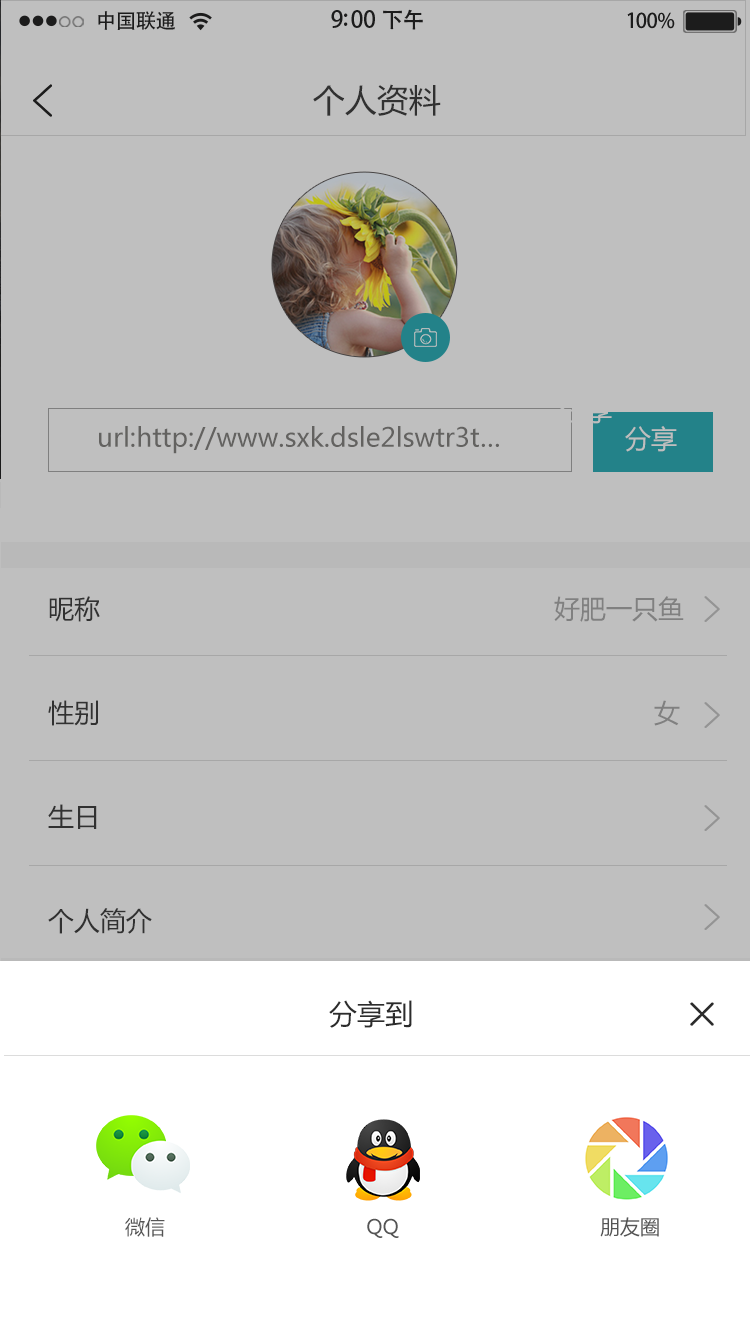 中国联通
9:00 下午
100%
个人资料
url:http://www.sxk.dsle2lswtr3t...
分享
昵称
好肥一只鱼
性别
女
生日
个人简介
分享到
微信
QQ
朋友圈